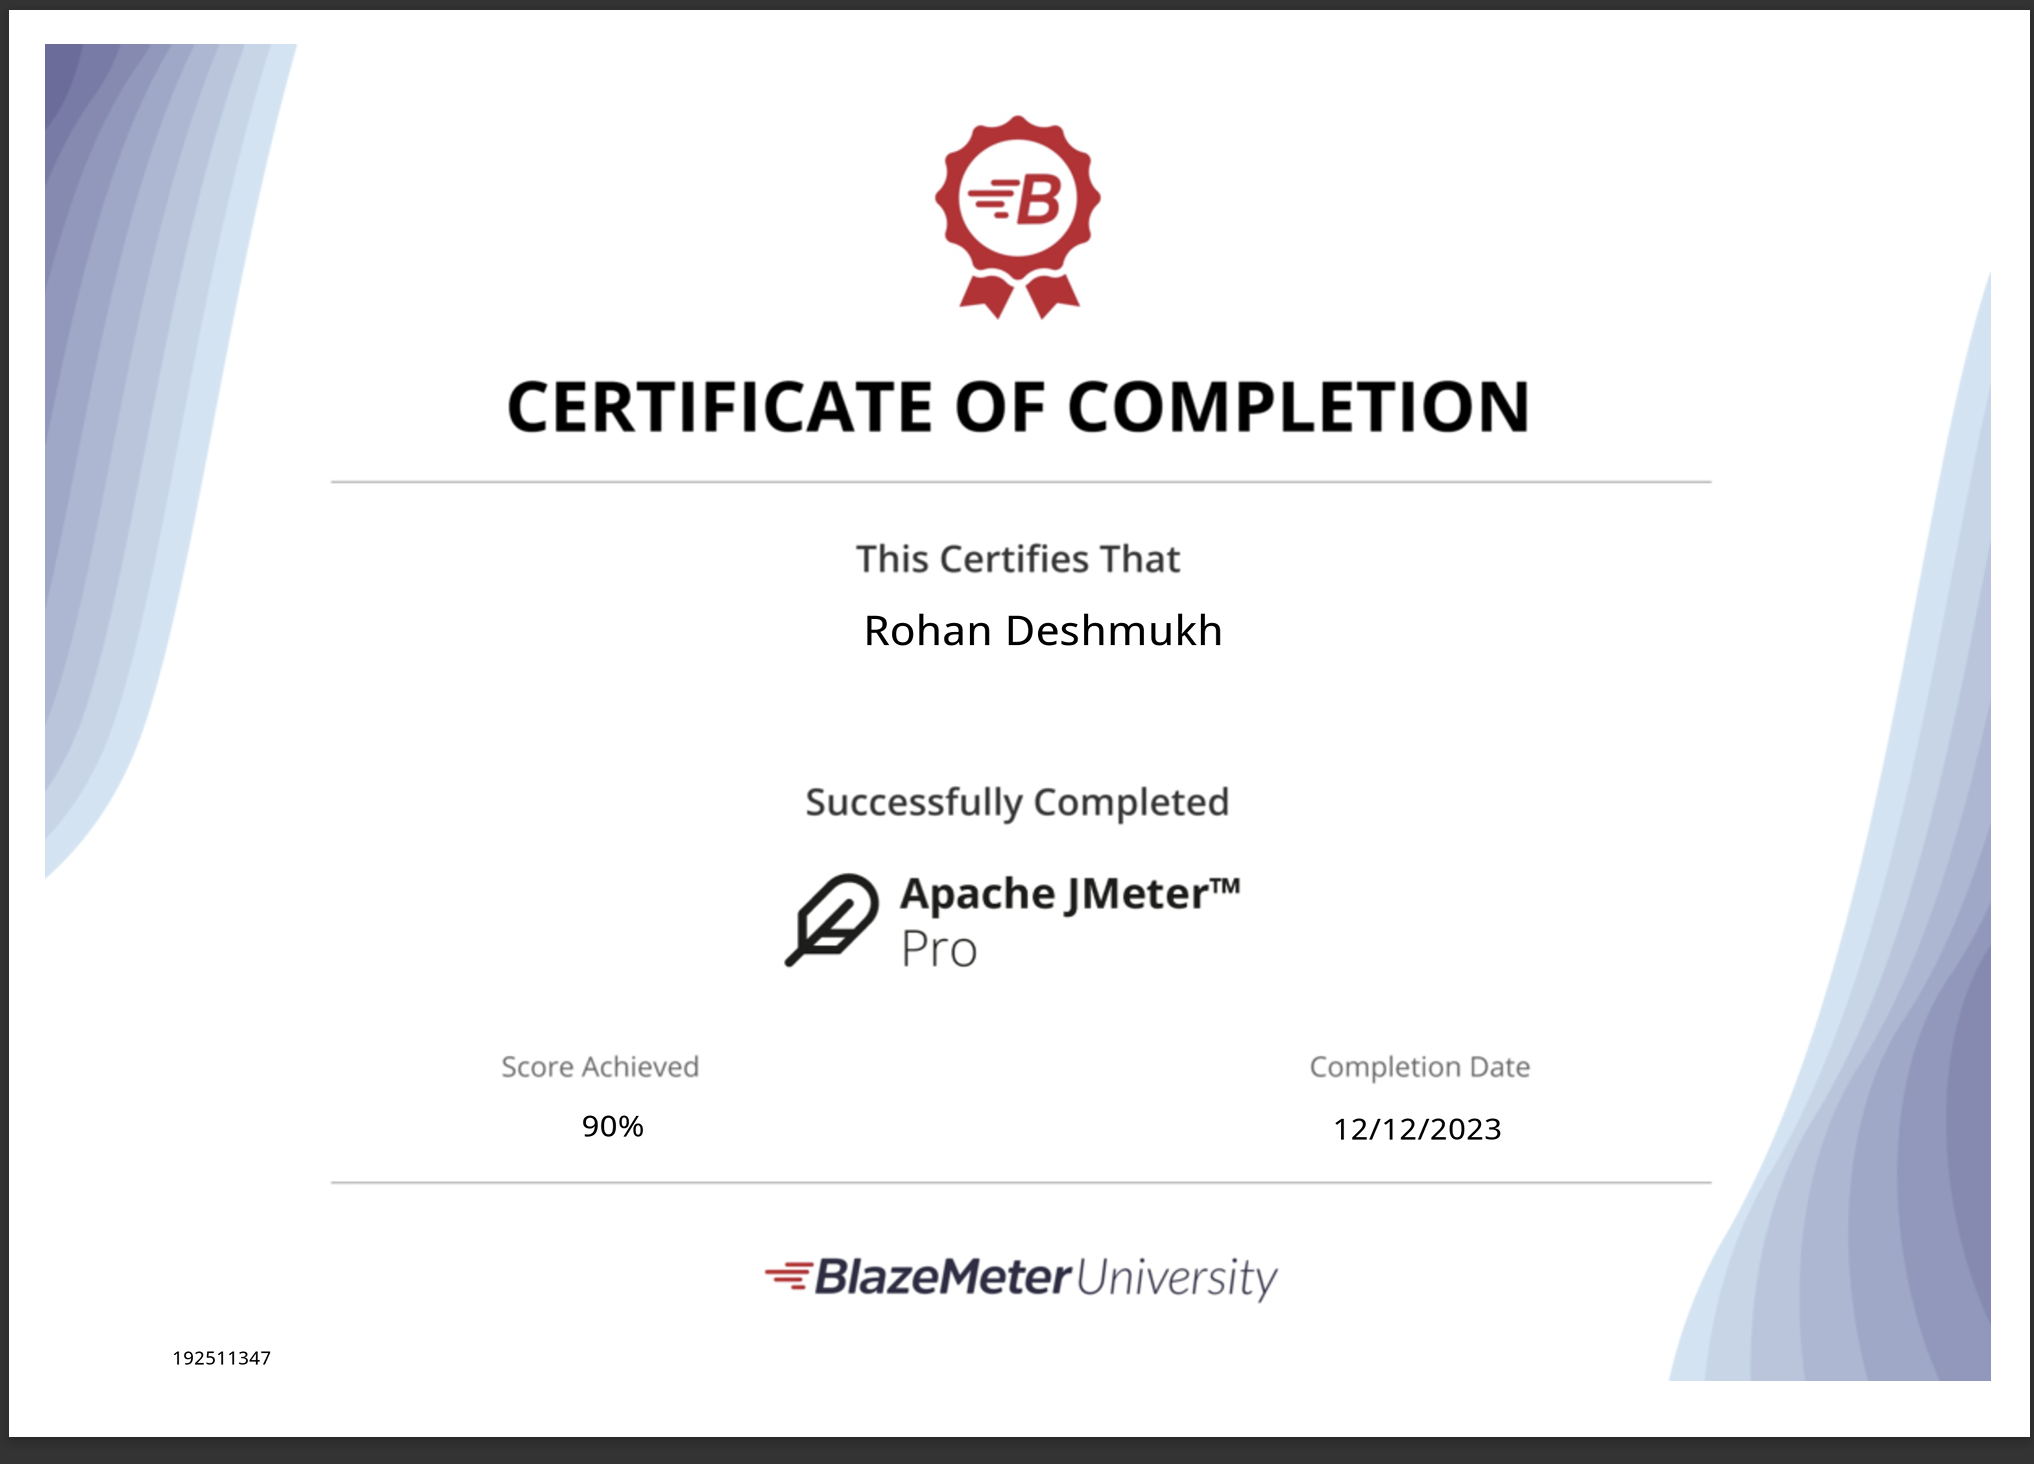 B
CERTIFICATE OF COMPLETION
This Certifies That
Rohan Deshmukh
Successfully Completed
Apache JMeter™
Pro
Score Achieved
Completion Date
90%
12/12/2023
BlazeMeter University
192511347